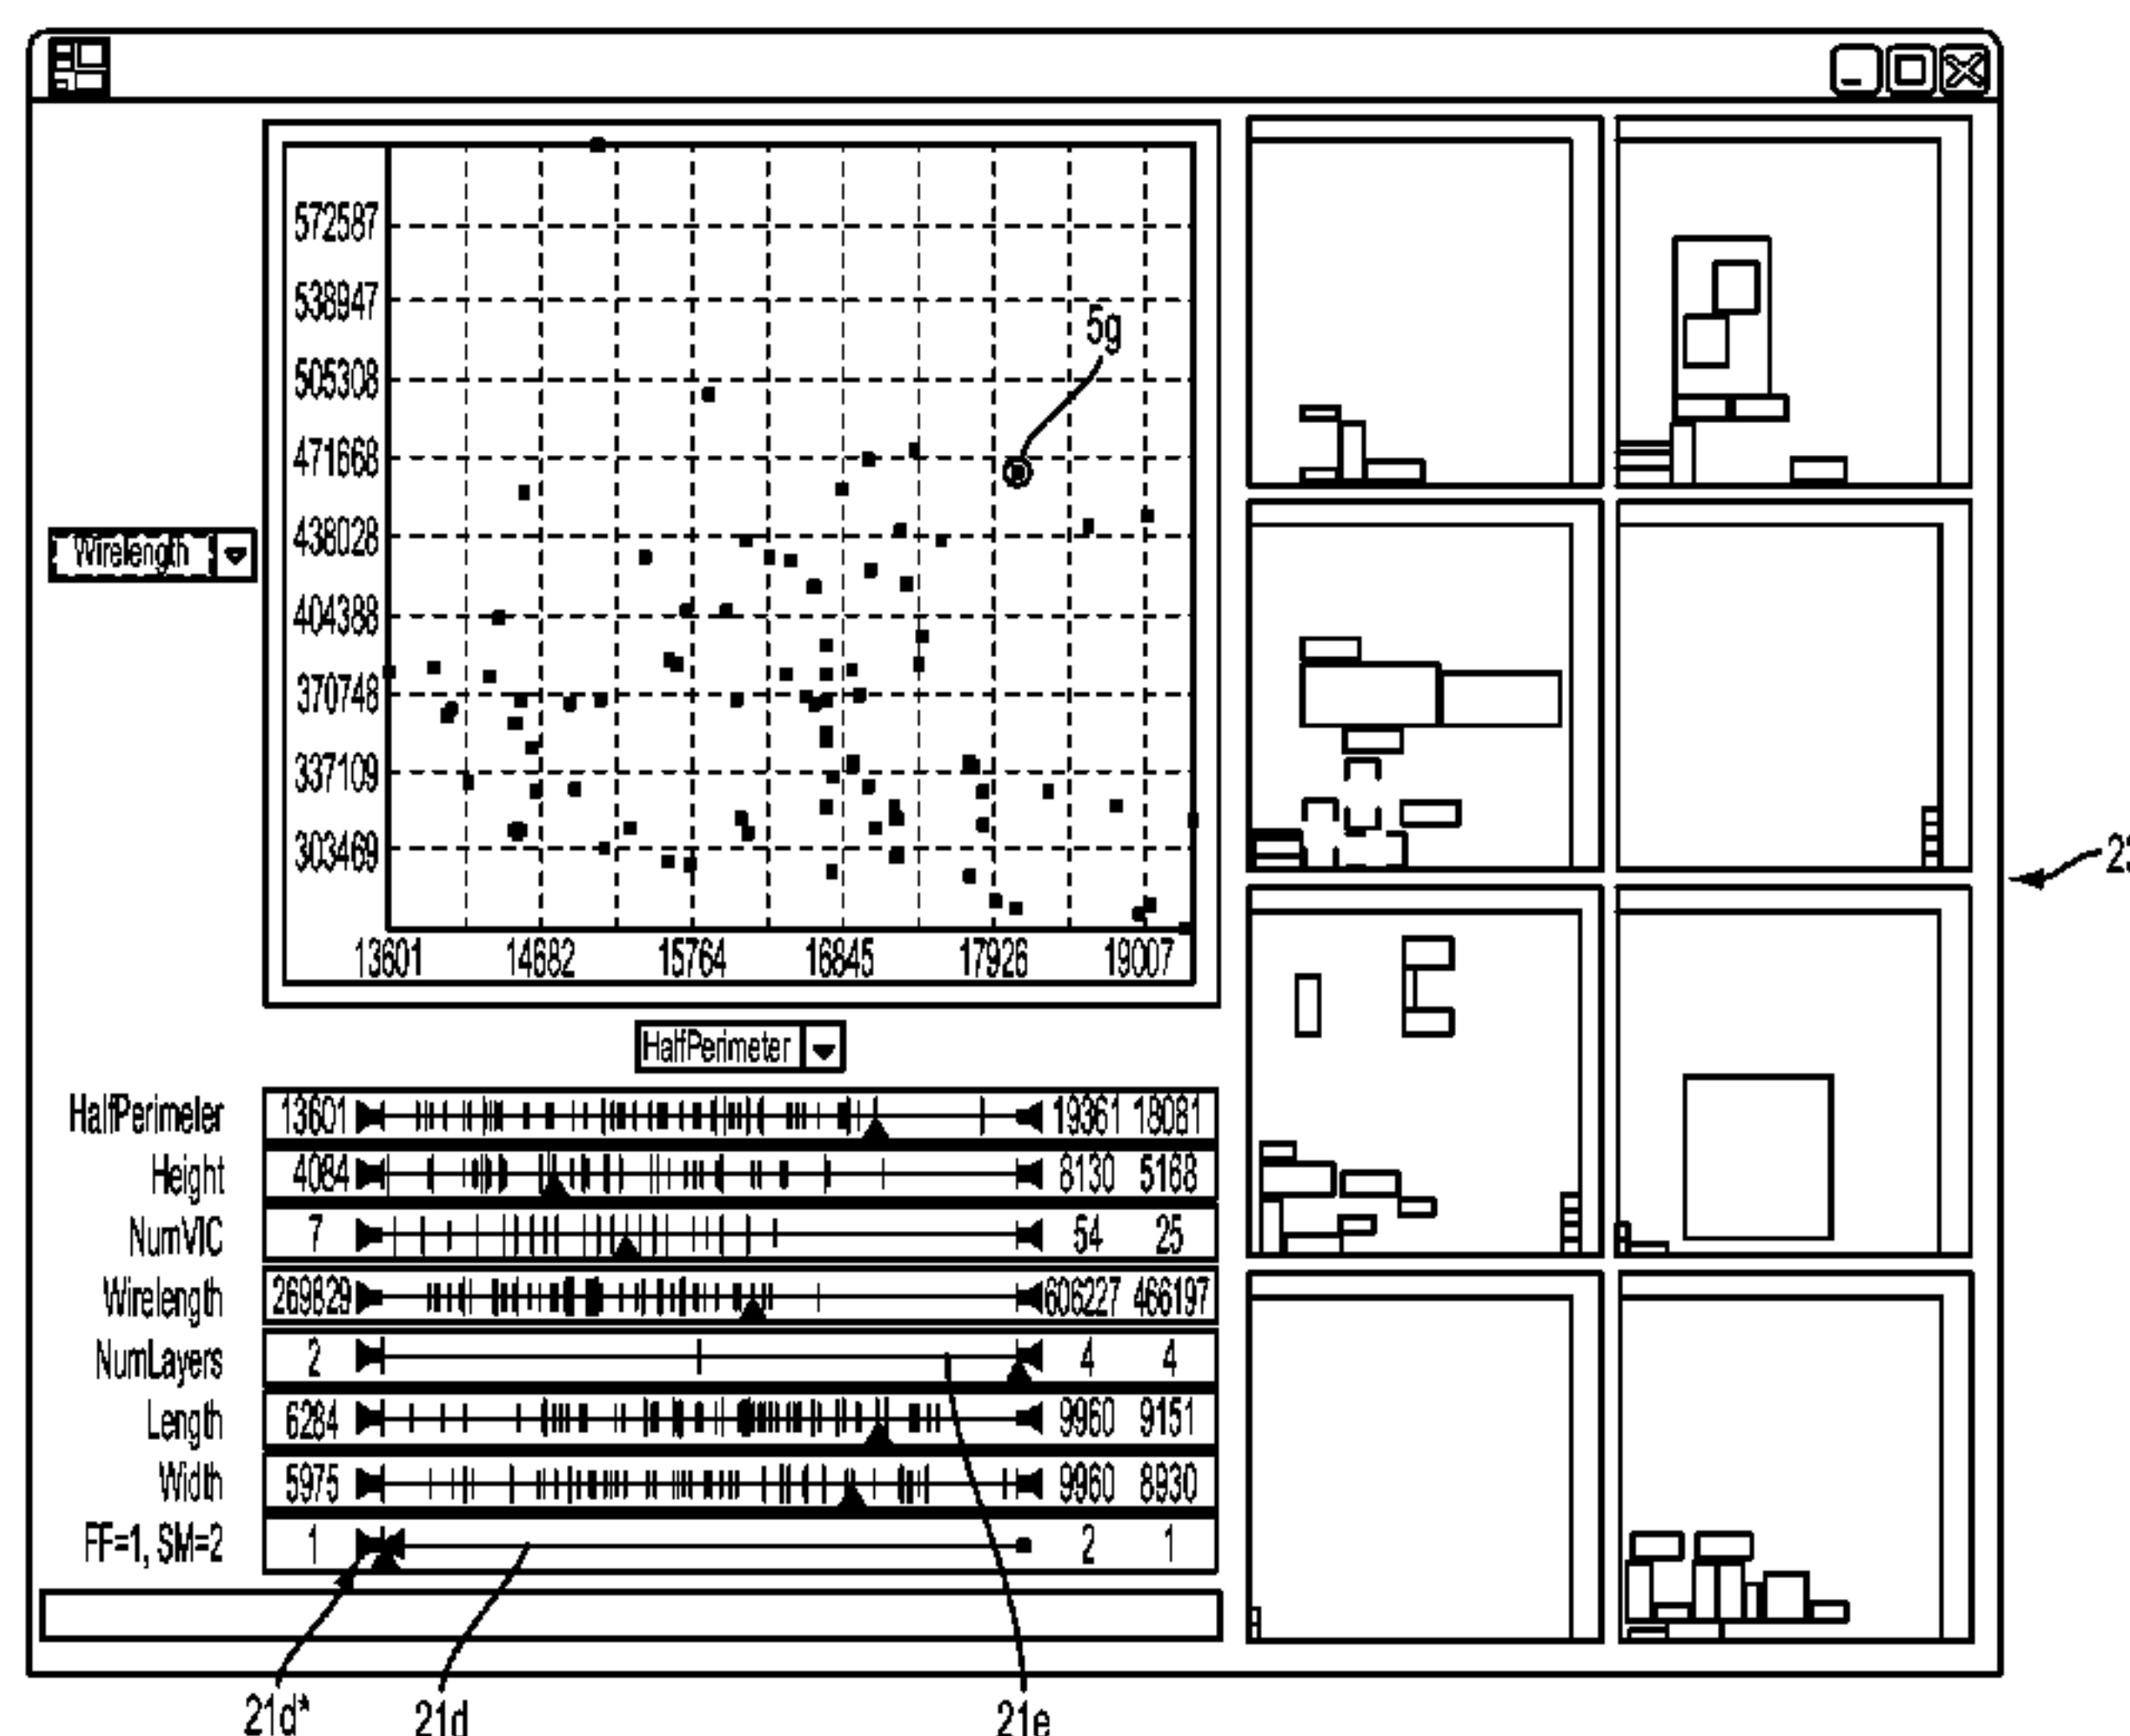 572587
538947
5g
505308
471668
438028
Wirelength
404388
370748
337109
303469
13601 14682 15764 16845 17926 19007
HalfPerimeter
HalfPerimeter 13601 19361 18081
Height 4084 8130 5168
NumVIC 7 54 25
Wirelength 269829 606227 466197
NumLayers 2 4 4
Length 6284 9960 9151
Width 5975 9960 8930
FF=1, SM=2 1 2 1
21d* 21d 21e